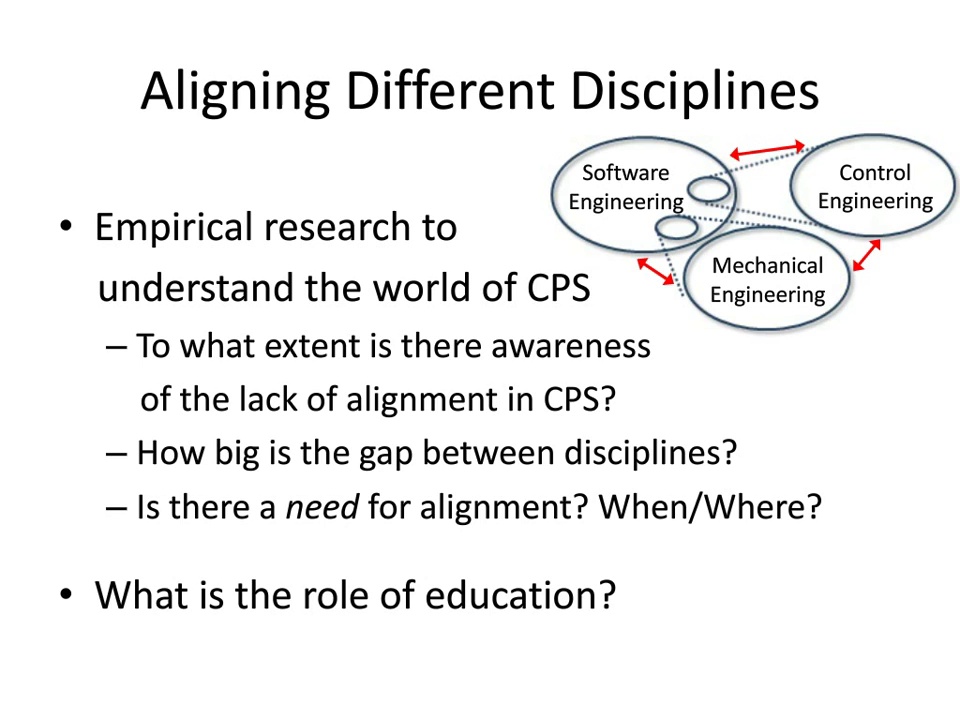 Aligning Different Disciplines
Software
Engineering
Control
Engineering
Mechanical
Engineering
• Empirical research to
understand the world of CPS
– To what extent is there awareness
of the lack of alignment in CPS?
– How big is the gap between disciplines?
– Is there a need for alignment? When/Where?
• What is the role of education?